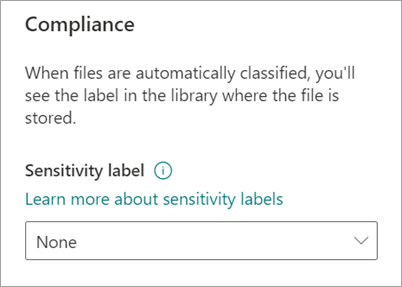 Compliance
When files are automatically classified, you'll
see the label in the library where the file is
stored.
Sensitivity label
Learn more about sensitivity labels
None